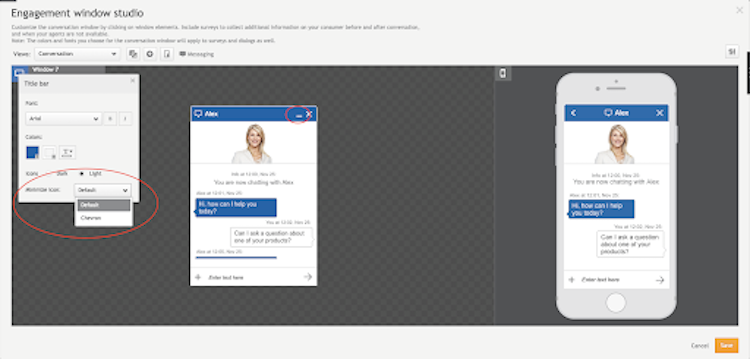 Engagement window studio
Customize the conversation window by clicking on window elements. Include surveys to collect additional information on your consumer before and after conversation,
and when your agents are not available.
Note: The colors and fonts you choose for the conversation window will apply to surveys and dialogs as well.
Views: Conversation
Messaging
Window 7
Title bar
Font:
Arial
B
I
Colors:
Icons Dark Light
Minimize icon: Default
Default
Chevron
Alex
Info at 12:00, Nov 25:
You are now chatting with Alex
Alex at 12:01, Nov 25:
Hi, how can I help you
today?
You at 12:02, Nov 25:
Can I ask a question about
one of your products?
Alex at 12:03, Nov 25:
Enter text here
Alex
Info at 12:00, Nov 25:
You are now chatting with Alex
Alex at 12:01, Nov 25:
Hi, how can I help you
today?
You at 12:02, Nov 25:
Can I ask a question
about one of your
products?
Enter text here
Cancel
Save